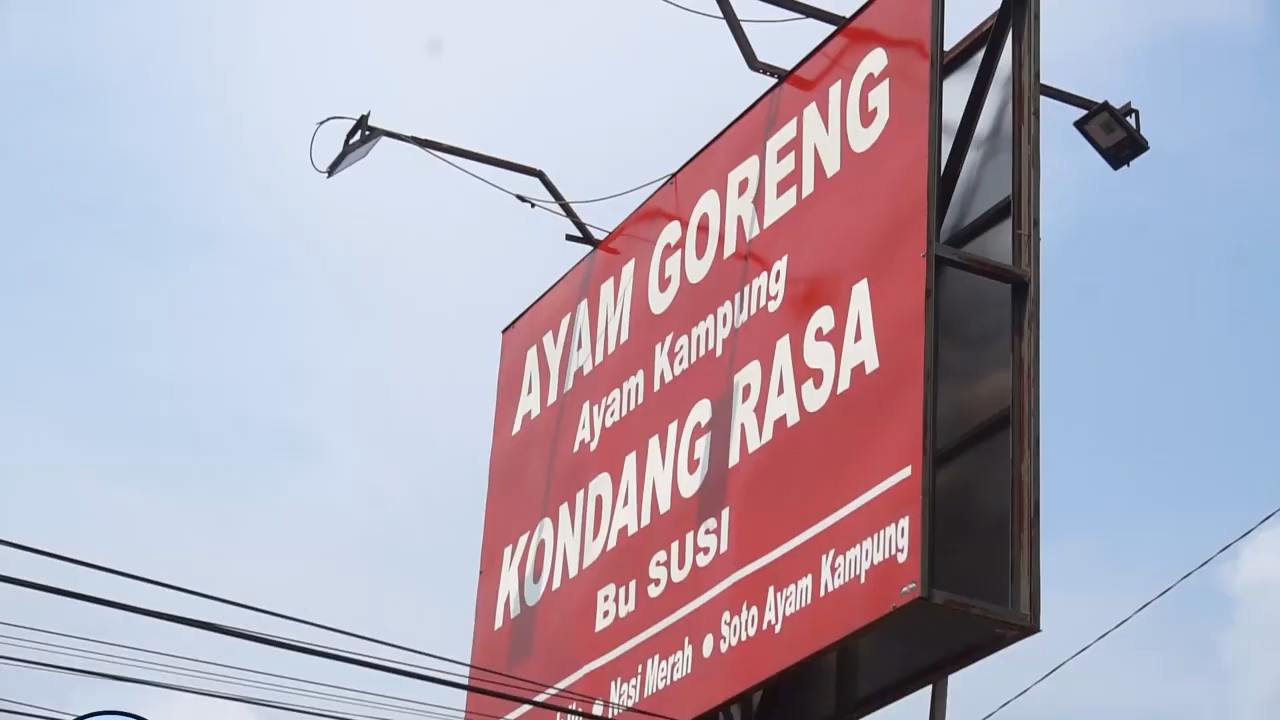 AYAM GORENG
Ayam Kampung
KONDANG RASA
Bu SUSI
• Nasi Merah • Soto Ayam Kampung